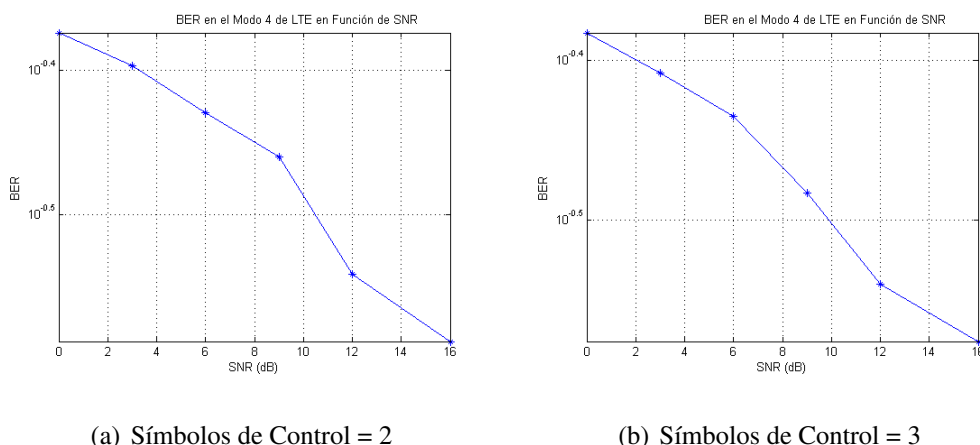 BER en el Modo 4 de LTE en Función de SNR
10^-0.4
10^-0.5
BER
0 2 4 6 8 10 12 14 16
SNR (dB)
(a) Símbolos de Control = 2
BER en el Modo 4 de LTE en Función de SNR
10^-0.4
10^-0.5
BER
0 2 4 6 8 10 12 14 16
SNR (dB)
(b) Símbolos de Control = 3